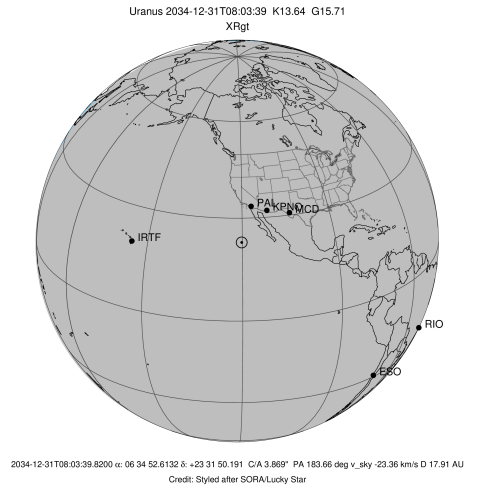 Uranus 2034-12-31T08:03:39 K13.64 G15.71
XRgt
PAL KPNO MCD
IRTF
RIO
ESO
2034-12-31T08:03:39.8200 α: 06 34 52.6132 δ: +23 31 50.191 C/A 3.869" PA 183.66 deg v_sky -23.36 km/s D 17.91 AU
Credit: Styled after SORA/Lucky Star